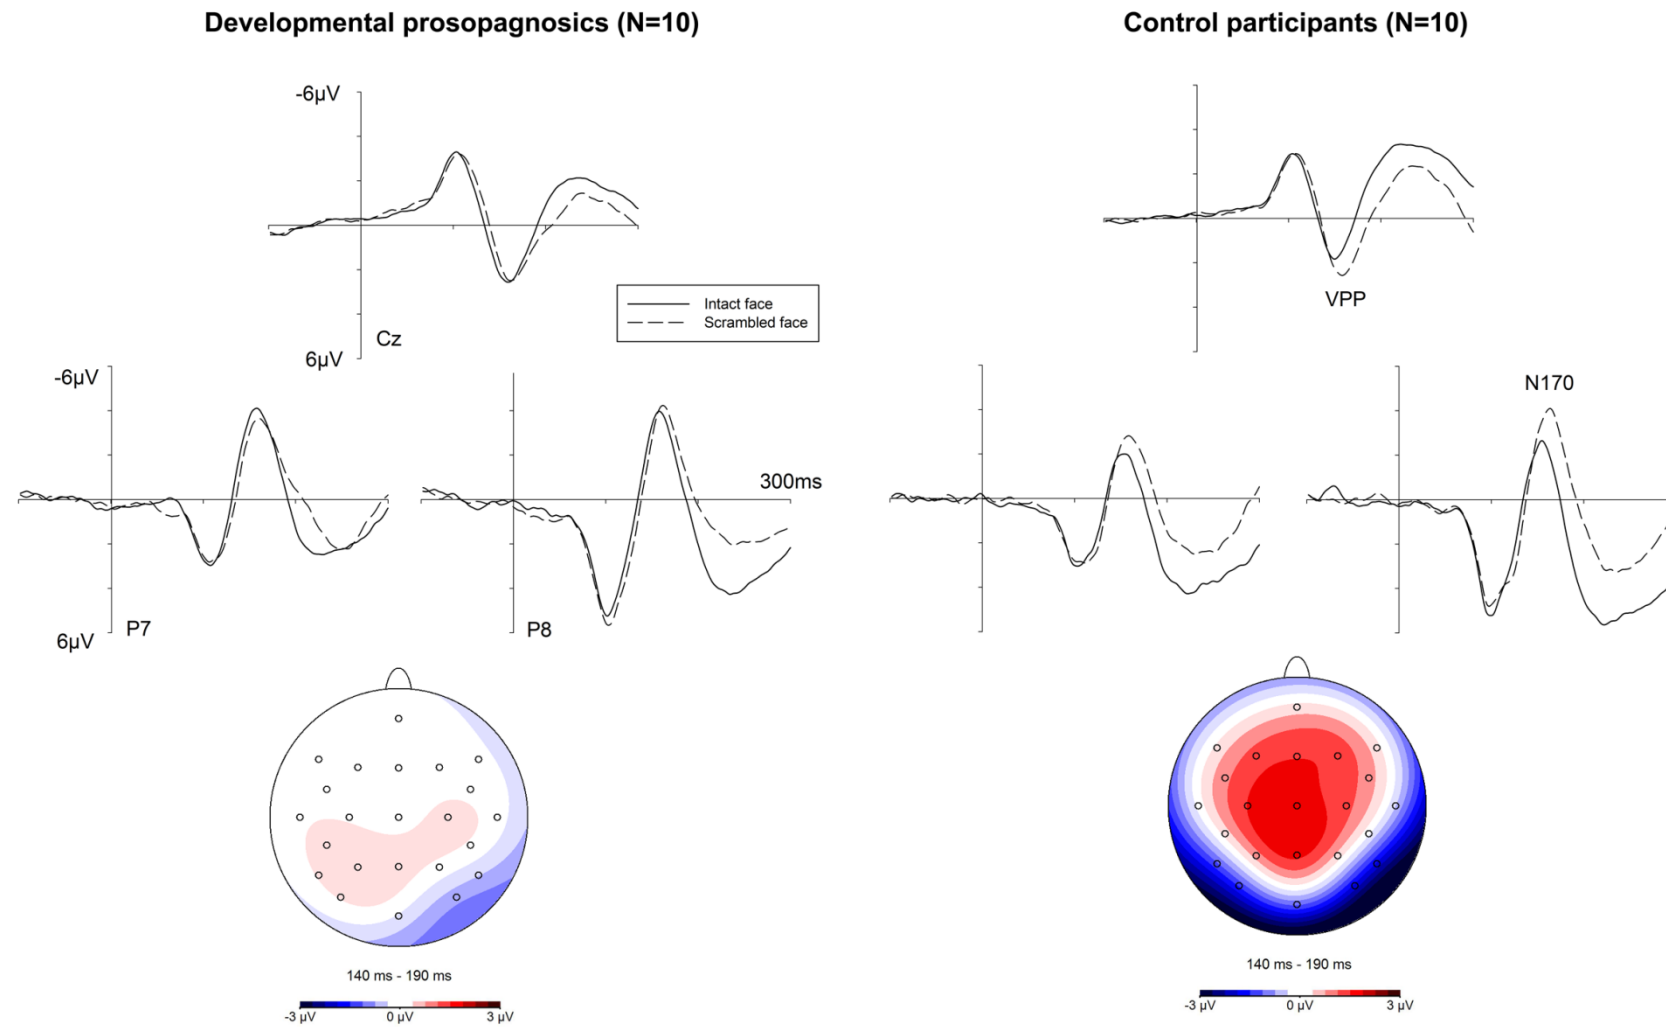 Developmental prosopagnosics (N=10)
Control participants (N=10)
-6µV
Intact face
Scrambled face
Cz
6µV
VPP
-6µV
N170
300ms
6µV
P7
P8
140 ms - 190 ms
-3 µV
0 µV
3 µV
140 ms - 190 ms
-3 µV
0 µV
3 µV